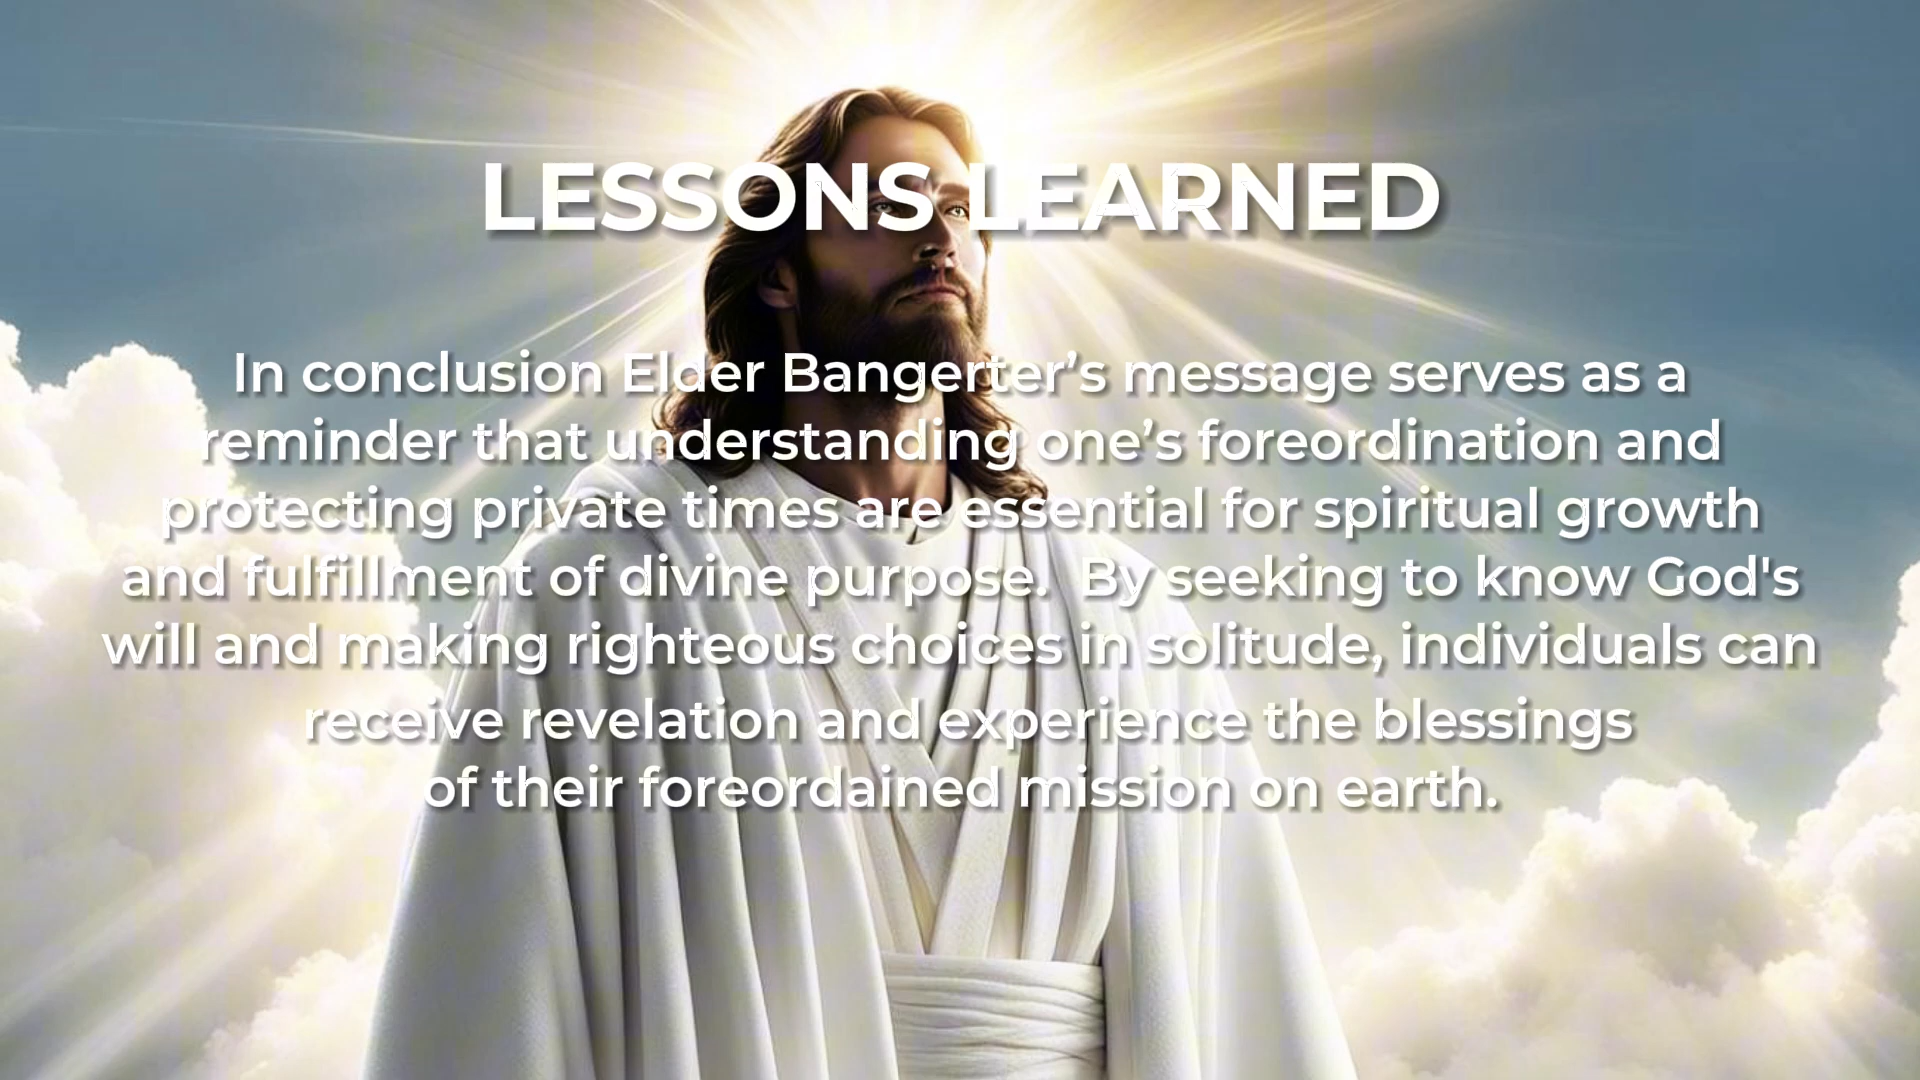 LESSONS LEARNED
In conclusion Elder Bangerter’s message serves as a
reminder that understanding one’s foreordination and
protecting private times are essential for spiritual growth
and fulfillment of divine purpose.  By seeking to know God's
will and making righteous choices in solitude, individuals can
receive revelation and experience the blessings
of their foreordained mission on earth.